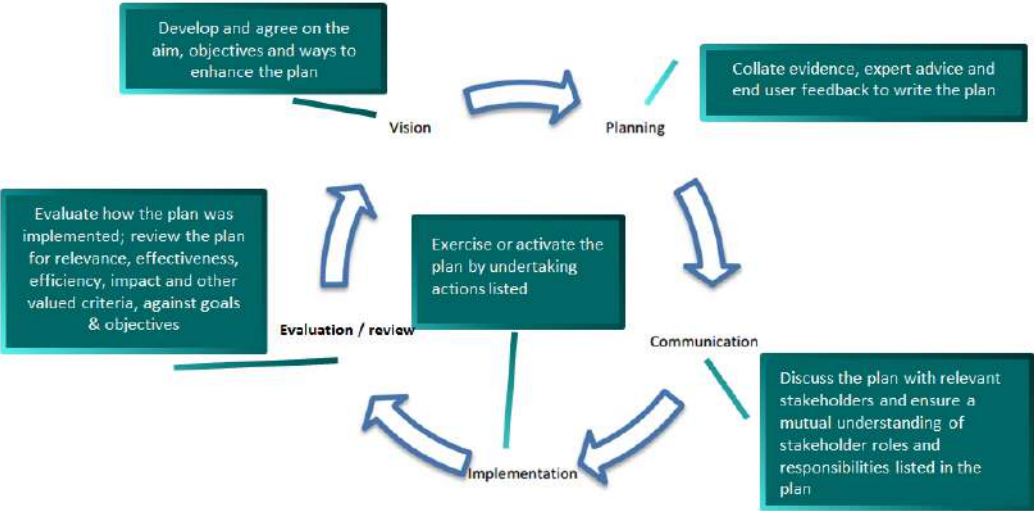 Develop and agree on the
aim, objectives and ways to
enhance the plan
Vision
Planning
Collate evidence, expert advice and
end user feedback to write the plan
Evaluate how the plan was
implemented; review the plan
for relevance, effectiveness,
efficiency, impact and other
valued criteria, against goals
& objectives
Evaluation / review
Exercise or activate the
plan by undertaking
actions listed
Communication
Discuss the plan with relevant
stakeholders and ensure a
mutual understanding of
stakeholder roles and
responsibilities listed in the
plan
Implementation